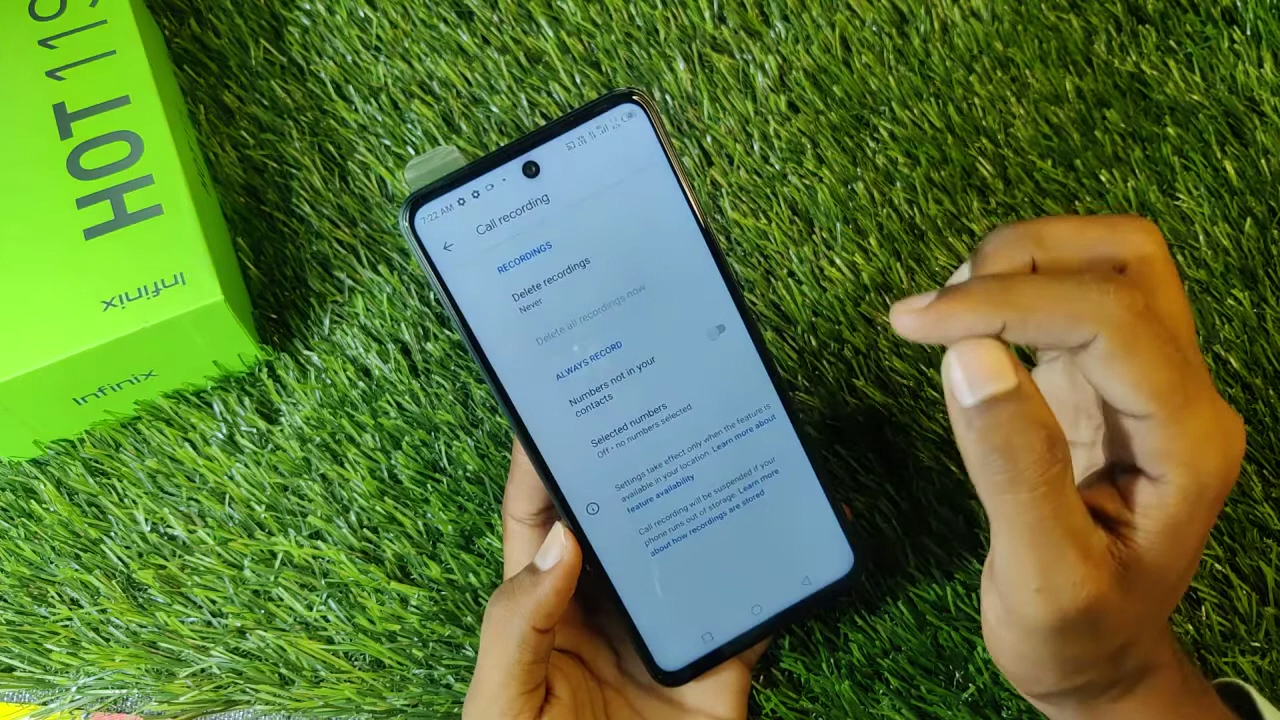 HOT 11S
Infinix
Infinix
7:22 AM
Call recording
RECORDINGS
Delete recordings
Never
Delete all recordings now
ALWAYS RECORD
Numbers not in your
contacts
Selected numbers
Off • no numbers selected
Settings take effect only when the feature is
available in your location. Learn more about
feature availability
Call recording will be suspended if your
phone runs out of storage. Learn more
about how recordings are stored